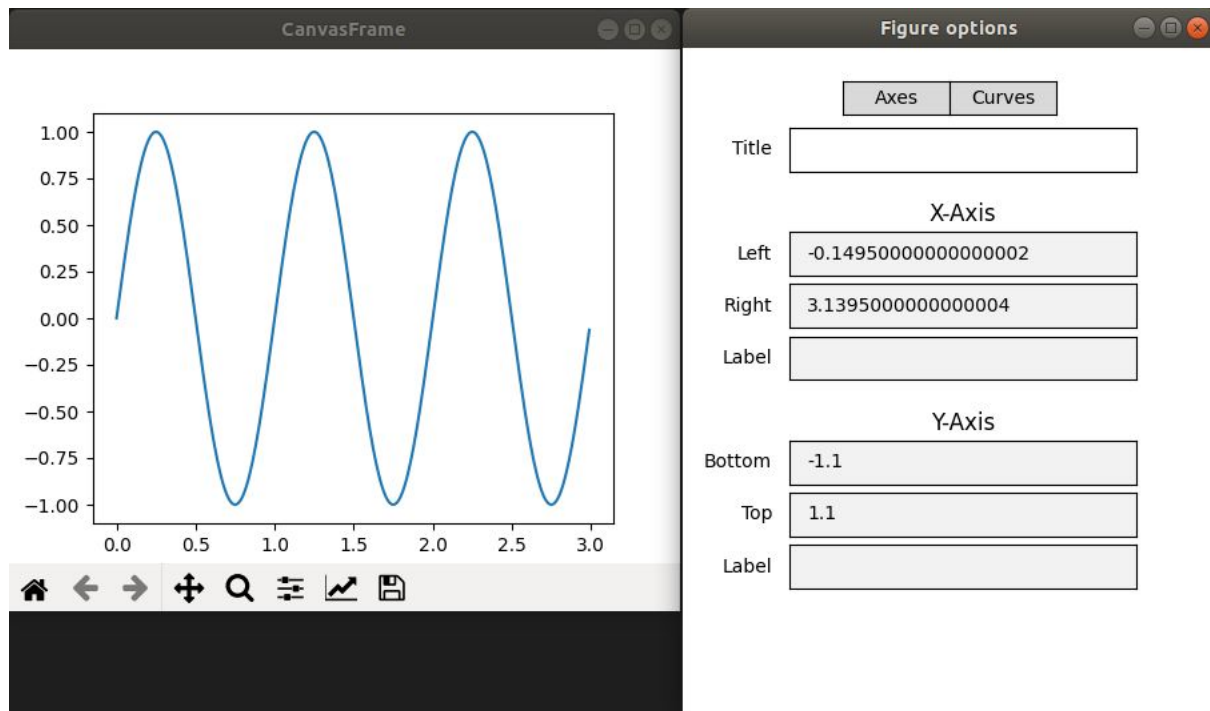 CanvasFrame
1.00
0.75
0.50
0.25
0.00
−0.25
−0.50
−0.75
−1.00
0.0 0.5 1.0 1.5 2.0 2.5 3.0
Figure options
Axes Curves
Title
X-Axis
Left -0.14950000000000002
Right 3.1395000000000004
Label
Y-Axis
Bottom -1.1
Top 1.1
Label